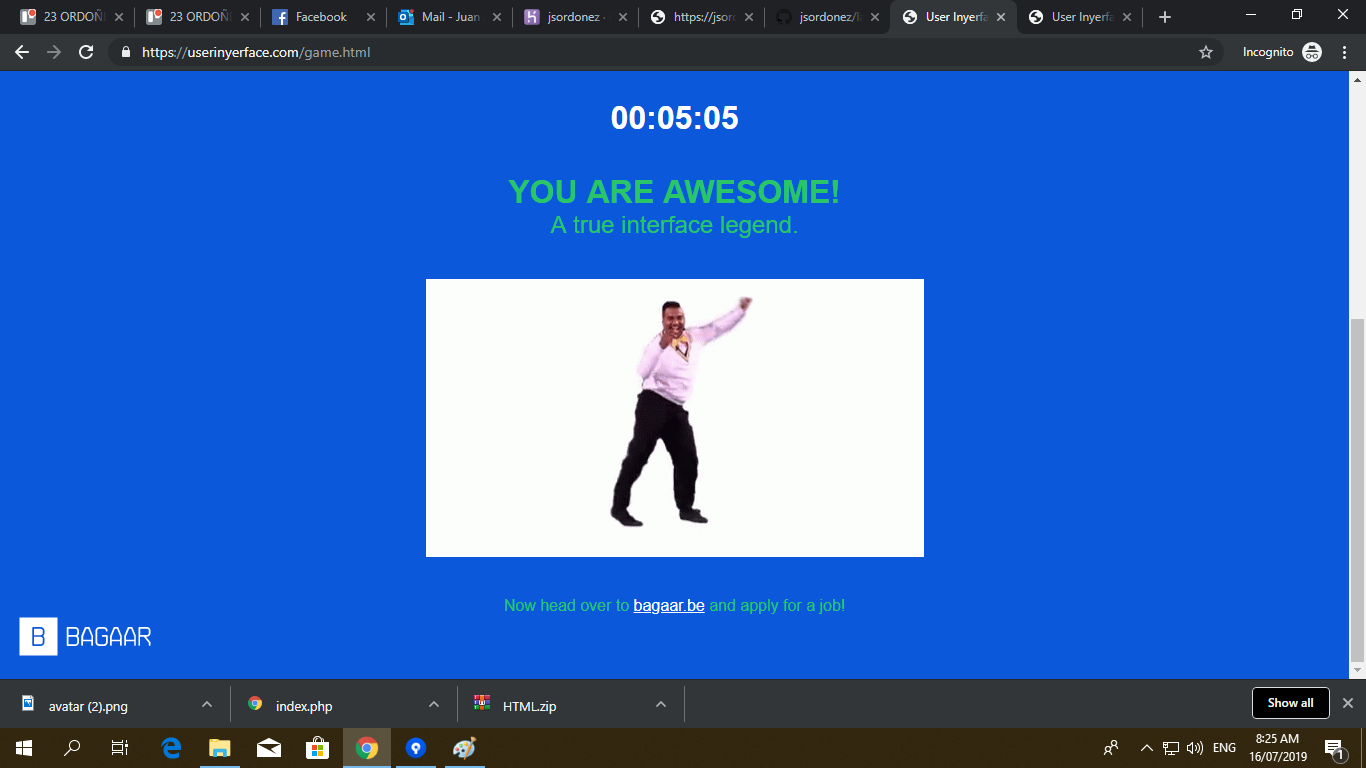 23 ORDOÑ
23 ORDOÑ
Facebook
Mail - Juan
jsordonez
https://jsor
jsordonez/l
User Inyerfa
User Inyerfa
https://userinyerface.com/game.html
Incognito
00:05:05
YOU ARE AWESOME!
A true interface legend.
Now head over to bagaar.be and apply for a job!
B BAGAAR
avatar (2).png
index.php
HTML.zip
Show all
ENG
8:25 AM
16/07/2019
1